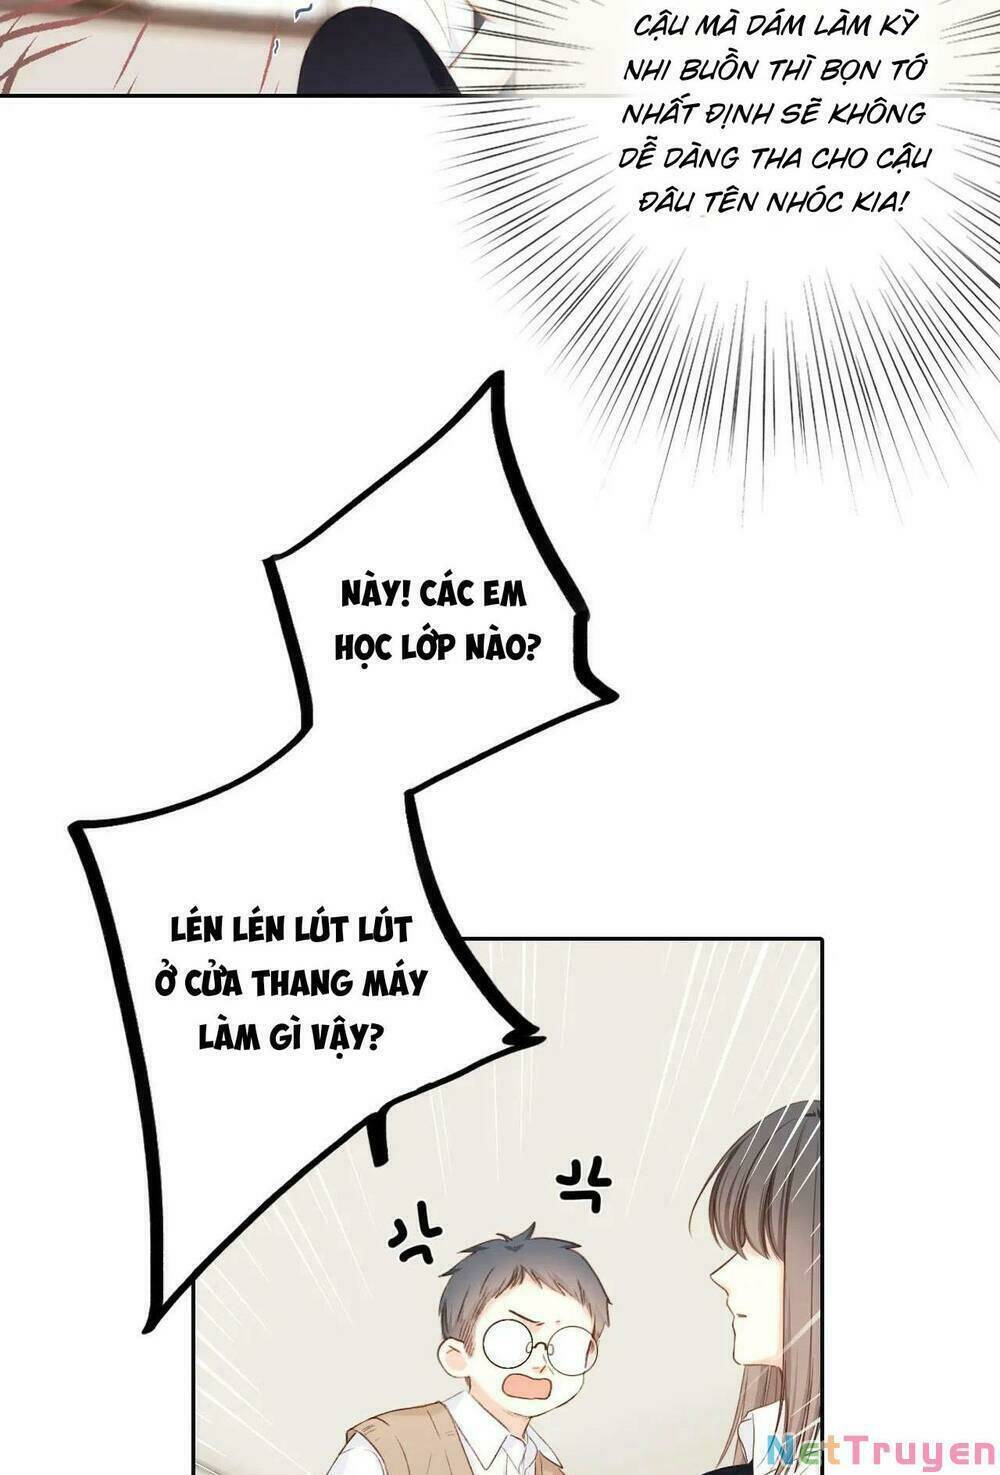 CẬU MÀ DÁM LÀM KỲ
NHI BUỒN THÌ BỌN TỚ
NHẤT ĐỊNH SẼ KHÔNG
DỄ DÀNG THA CHO CẬU
ĐÂU TÊN NHÓC KIA!
NÀY! CÁC EM
HỌC LỚP NÀO?
LÉN LÉN LÚT LÚT
Ở CỬA THANG MÁY
LÀM GÌ VẬY?
NetTruyen